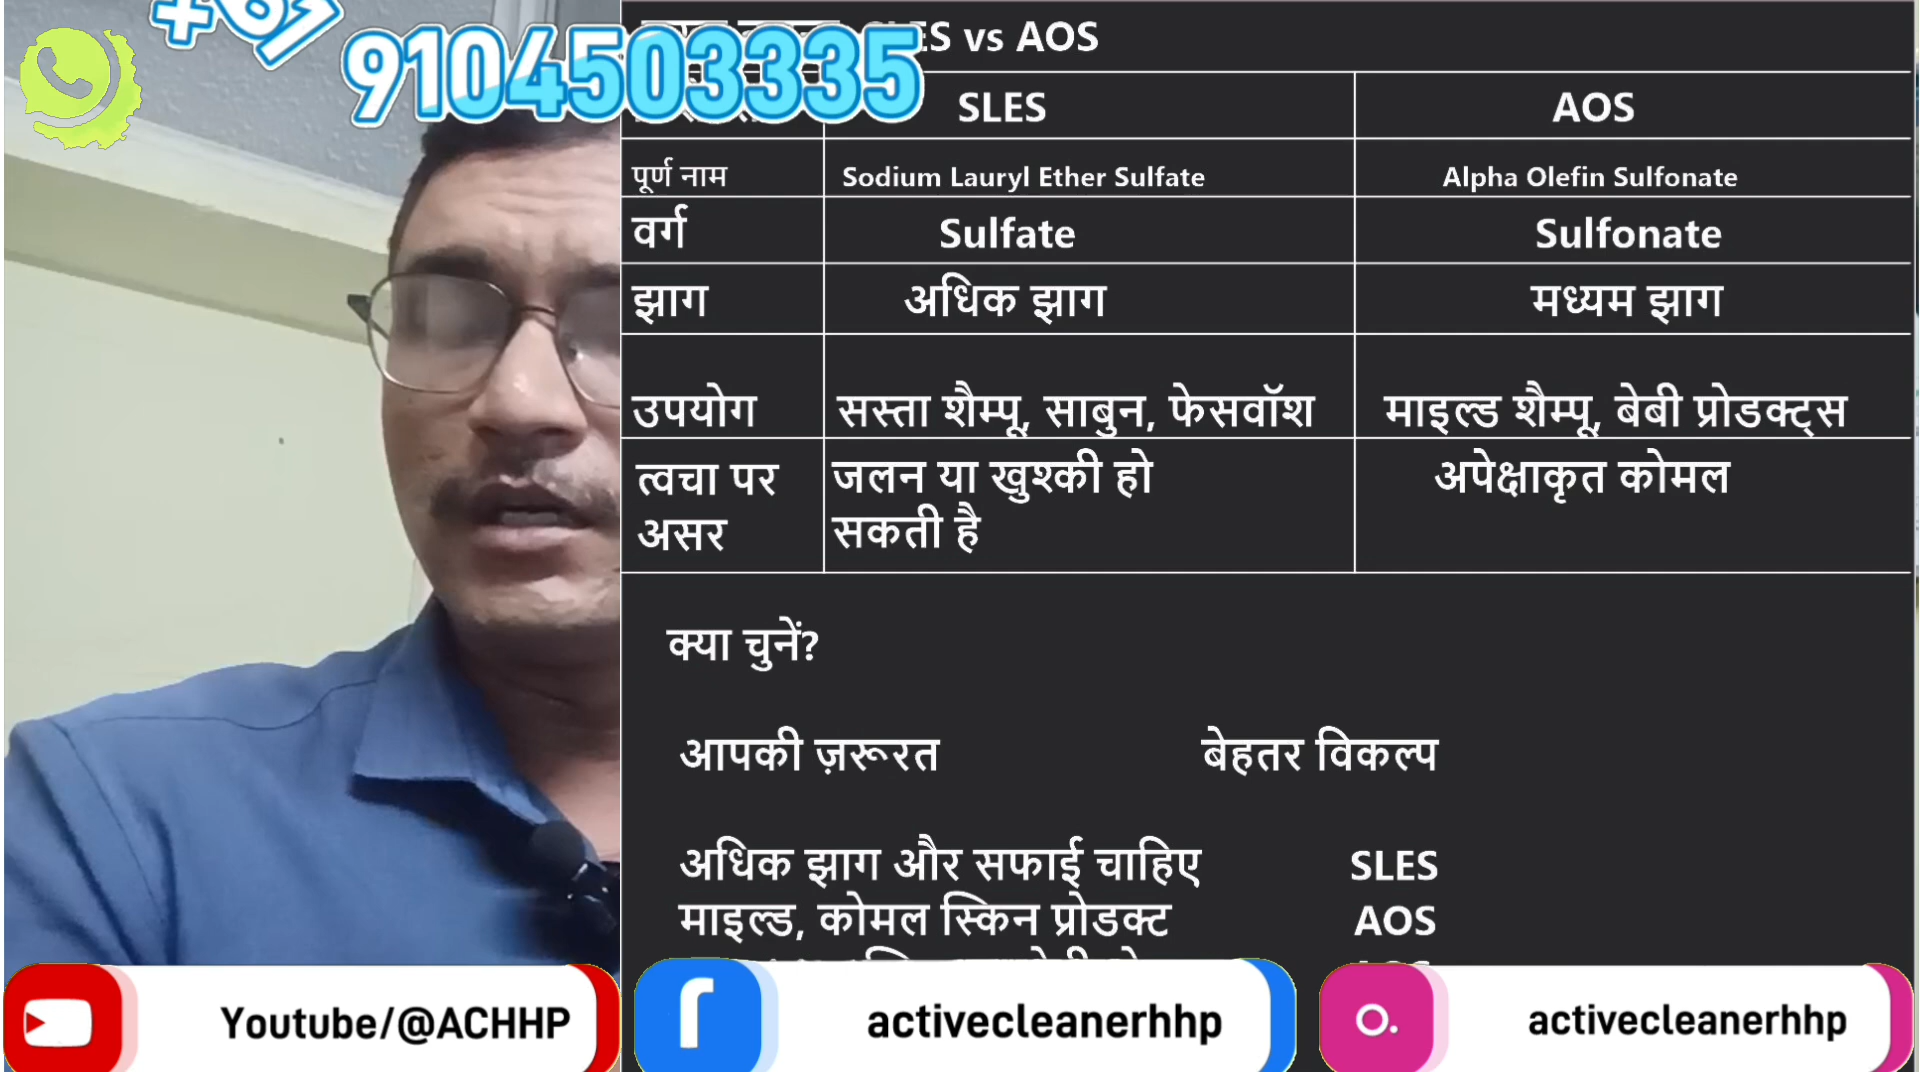 +91
9104503335
vs AOS
SLES AOS
पूर्ण नाम Sodium Lauryl Ether Sulfate Alpha Olefin Sulfonate
वर्ग Sulfate Sulfonate
झाग अधिक झाग मध्यम झाग
उपयोग सस्ता शैम्पू, साबुन, फेसवॉश माइल्ड शैम्पू, बेबी प्रोडक्ट्स
त्वचा पर जलन या खुश्की हो अपेक्षाकृत कोमल
असर सकती है
क्या चुनें?
आपकी ज़रूरत बेहतर विकल्प
अधिक झाग और सफाई चाहिए SLES
माइल्ड, कोमल स्किन प्रोडक्ट AOS
Youtube/@ACHHP activecleanerhhp activecleanerhhp